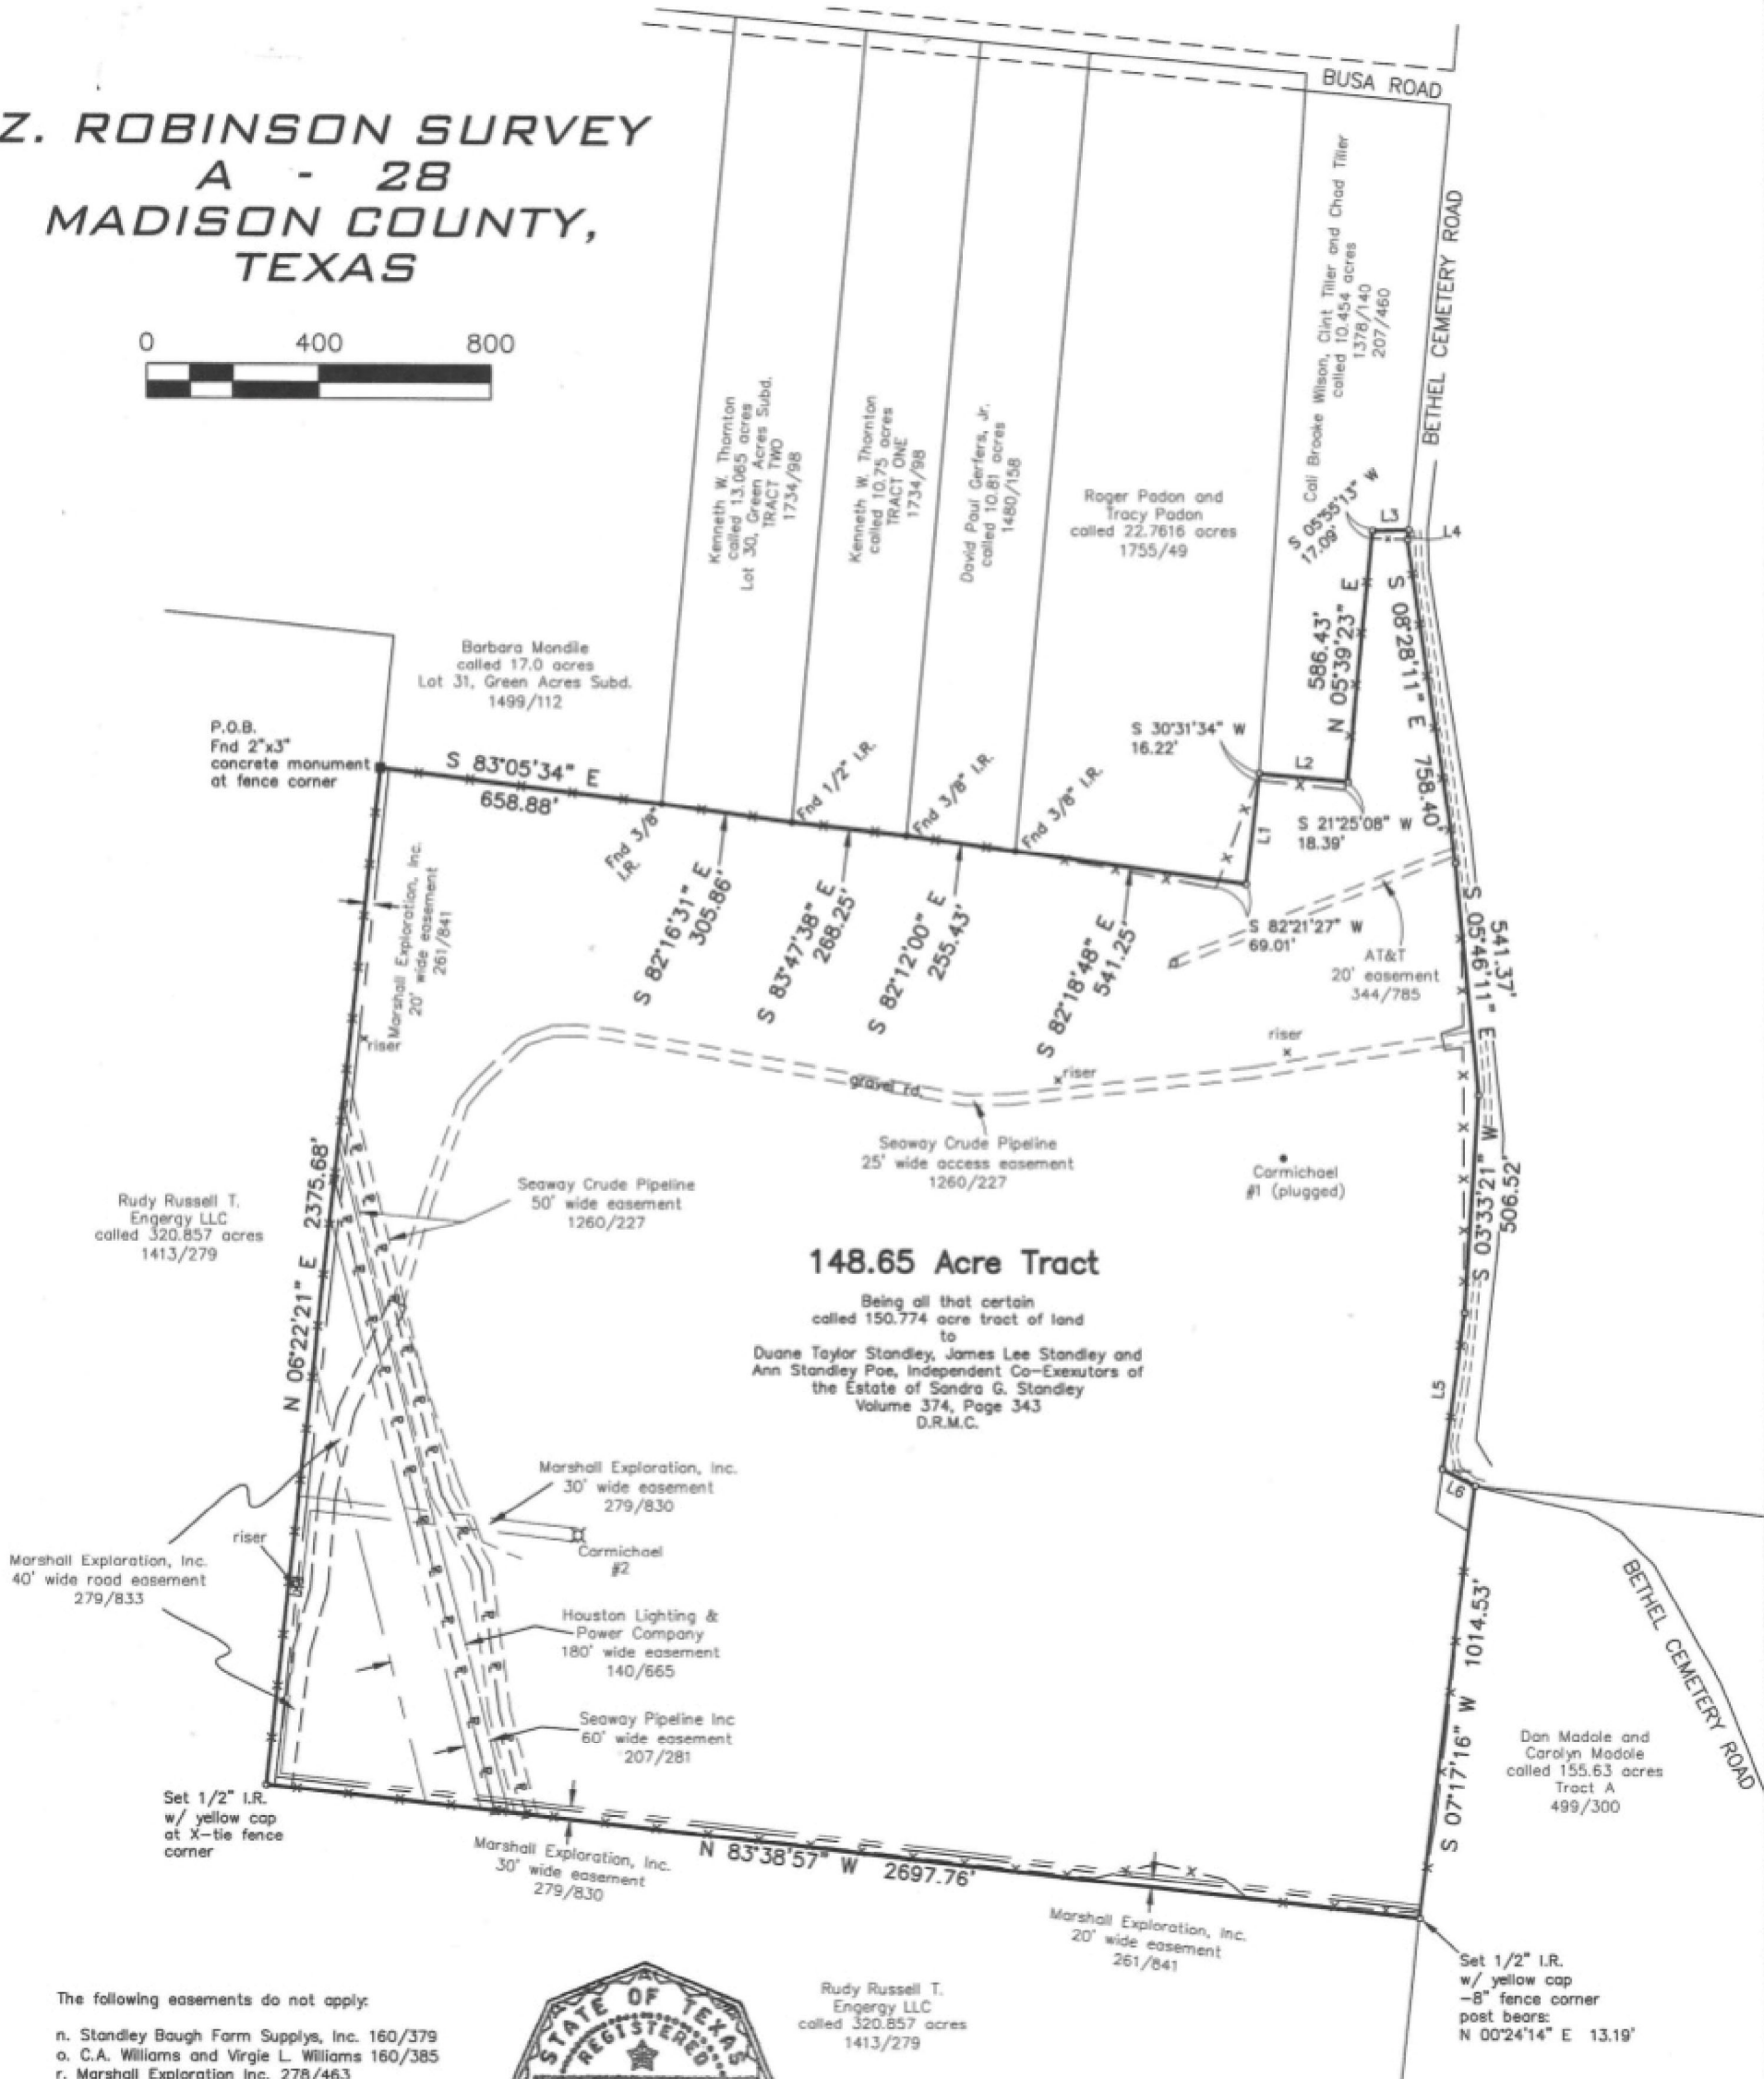 Z. ROBINSON SURVEY
A - 28
MADISON COUNTY,
TEXAS
0 400 800
BUSA ROAD
BETHEL CEMETERY ROAD
Cali Brooke Wilson, Clint Tiller and Chad Tiller
called 10.454 acres
1378/140
207/460
Kenneth W. Thornton
called 13.065 acres
Lot 30, Green Acres Subd.
TRACT TWO
1734/98
Kenneth W. Thornton
called 10.75 acres
TRACT ONE
1734/98
David Paul Gerfers, Jr.
called 10.81 acres
1480/158
Roger Padon and
Tracy Padon
called 22.7616 acres
1755/49
S 05°55'13" W
17.09'
L3
L4
586.43'
N 05°39'23" E
S 08°28'11" E 758.40'
Barbara Mondile
called 17.0 acres
Lot 31, Green Acres Subd.
1499/112
P.O.B.
Fnd 2"x3"
concrete monument
at fence corner
S 83°05'34" E
658.88'
Fnd 3/8"
I.R.
Fnd 1/2" I.R.
Fnd 3/8" I.R.
Fnd 3/8" I.R.
S 30°31'34" W
16.22'
L2
L1
S 21°25'08" W
18.39'
S 82°16'31" E
305.86'
S 83°47'38" E
268.25'
S 82°12'00" E
255.43'
S 82°18'48" E
541.25'
S 82°21'27" W
69.01'
AT&T
20' easement
344/785
S 05°46'11" E
541.37'
Marshall Exploration, Inc.
20' wide easement
261/841
riser
gravel rd.
riser
riser
Seaway Crude Pipeline
25' wide access easement
1260/227
Carmichael
#1 (plugged)
S 03°33'21" W
506.52'
Rudy Russell T.
Engergy LLC
called 320.857 acres
1413/279
N 06°22'21" E 2375.68'
Seaway Crude Pipeline
50' wide easement
1260/227
148.65 Acre Tract
Being all that certain
called 150.774 acre tract of land
to
Duane Taylor Standley, James Lee Standley and
Ann Standley Poe, Independent Co-Exexutors of
the Estate of Sandra G. Standley
Volume 374, Page 343
D.R.M.C.
L5
L6
Marshall Exploration, Inc.
30' wide easement
279/830
Carmichael
#2
riser
Marshall Exploration, Inc.
40' wide road easement
279/833
Houston Lighting &
Power Company
180' wide easement
140/665
Seaway Pipeline Inc
60' wide easement
207/281
BETHEL CEMETERY ROAD
S 07°17'16" W 1014.53'
Dan Madole and
Carolyn Madole
called 155.63 acres
Tract A
499/300
Set 1/2" I.R.
w/ yellow cap
at X-tie fence
corner
Marshall Exploration, Inc.
30' wide easement
279/830
N 83°38'57" W 2697.76'
Marshall Exploration, Inc.
20' wide easement
261/841
Set 1/2" I.R.
w/ yellow cap
-8" fence corner
post bears:
N 00°24'14" E 13.19'
Rudy Russell T.
Engergy LLC
called 320.857 acres
1413/279
The following easements do not apply:
n. Standley Baugh Farm Supplys, Inc. 160/379
o. C.A. Williams and Virgie L. Williams 160/385
r. Marshall Exploration Inc. 278/463
STATE OF TEXAS
REGISTERED